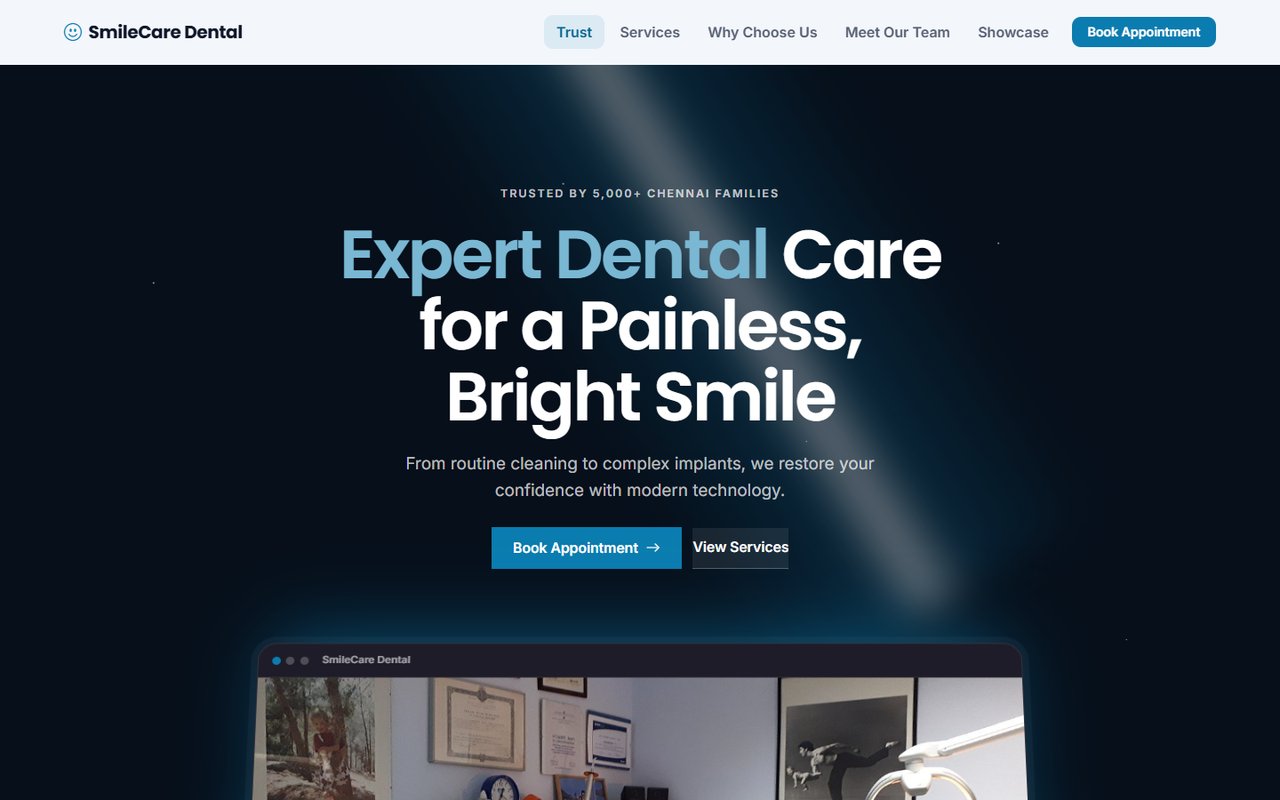 SmileCare Dental
Trust
Services
Why Choose Us
Meet Our Team
Showcase
Book Appointment
TRUSTED BY 5,000+ CHENNAI FAMILIES
Expert Dental Care
for a Painless,
Bright Smile
From routine cleaning to complex implants, we restore your
confidence with modern technology.
Book Appointment →
View Services
SmileCare Dental